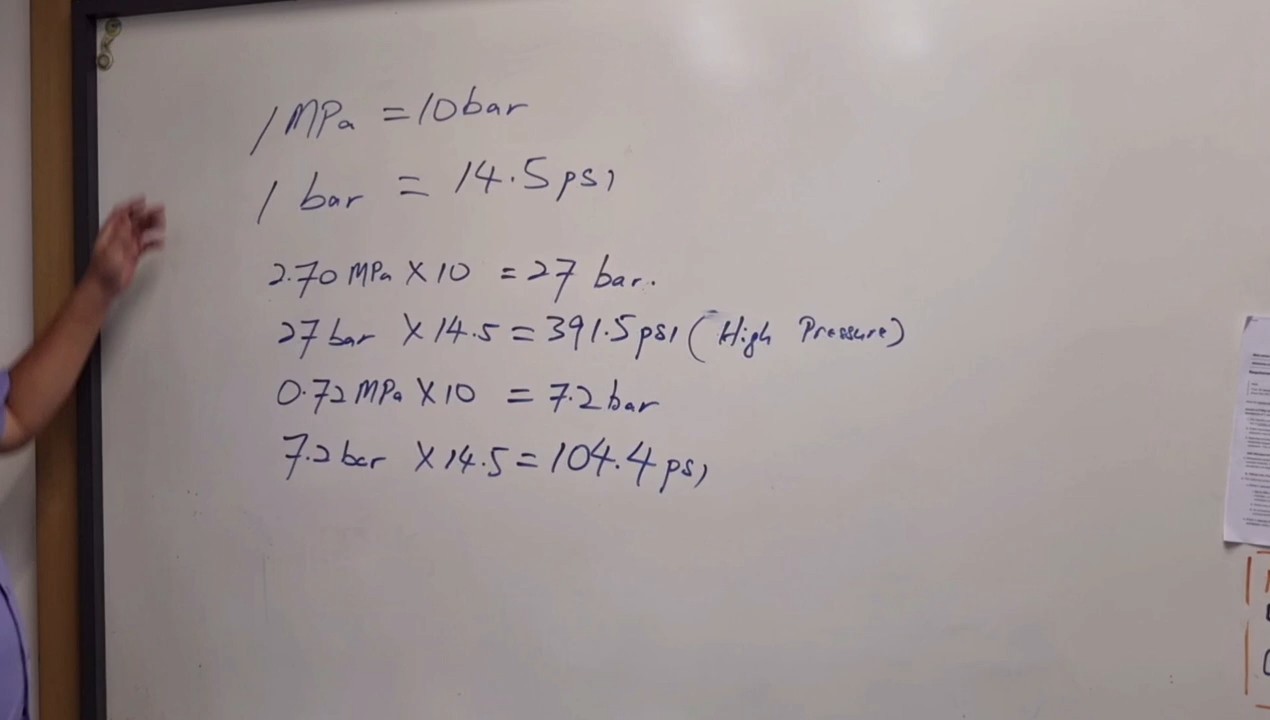 1 MPa = 10 bar
1 bar = 14.5 psi
2.70 MPa X 10 = 27 bar.
27 bar X 14.5 = 391.5 psi (High Pressure)
0.72 MPa X 10 = 7.2 bar
7.2 bar X 14.5 = 104.4 psi